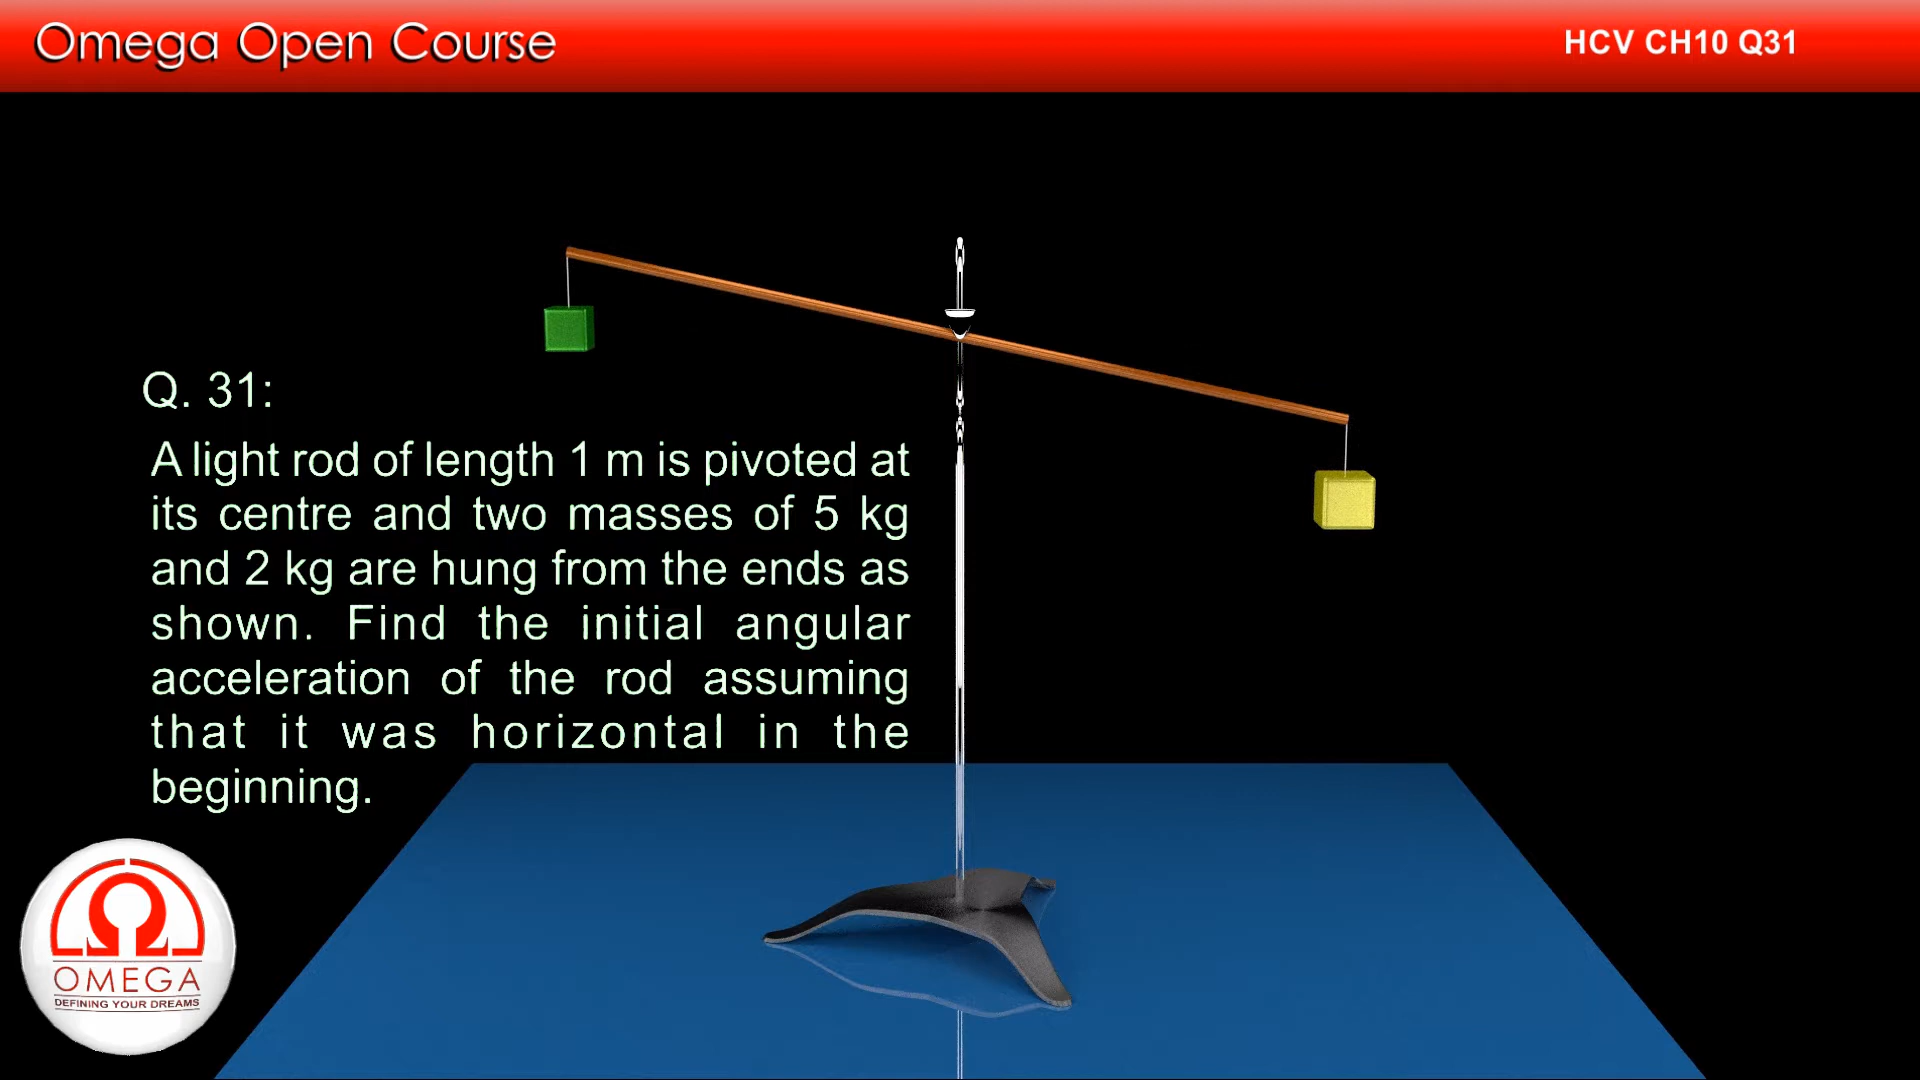 Omega Open Course
HCV CH10 Q31
Q. 31:
A light rod of length 1 m is pivoted at
its centre and two masses of 5 kg
and 2 kg are hung from the ends as
shown. Find the initial angular
acceleration of the rod assuming
that it was horizontal in the
beginning.
OMEGA
DEFINING YOUR DREAMS